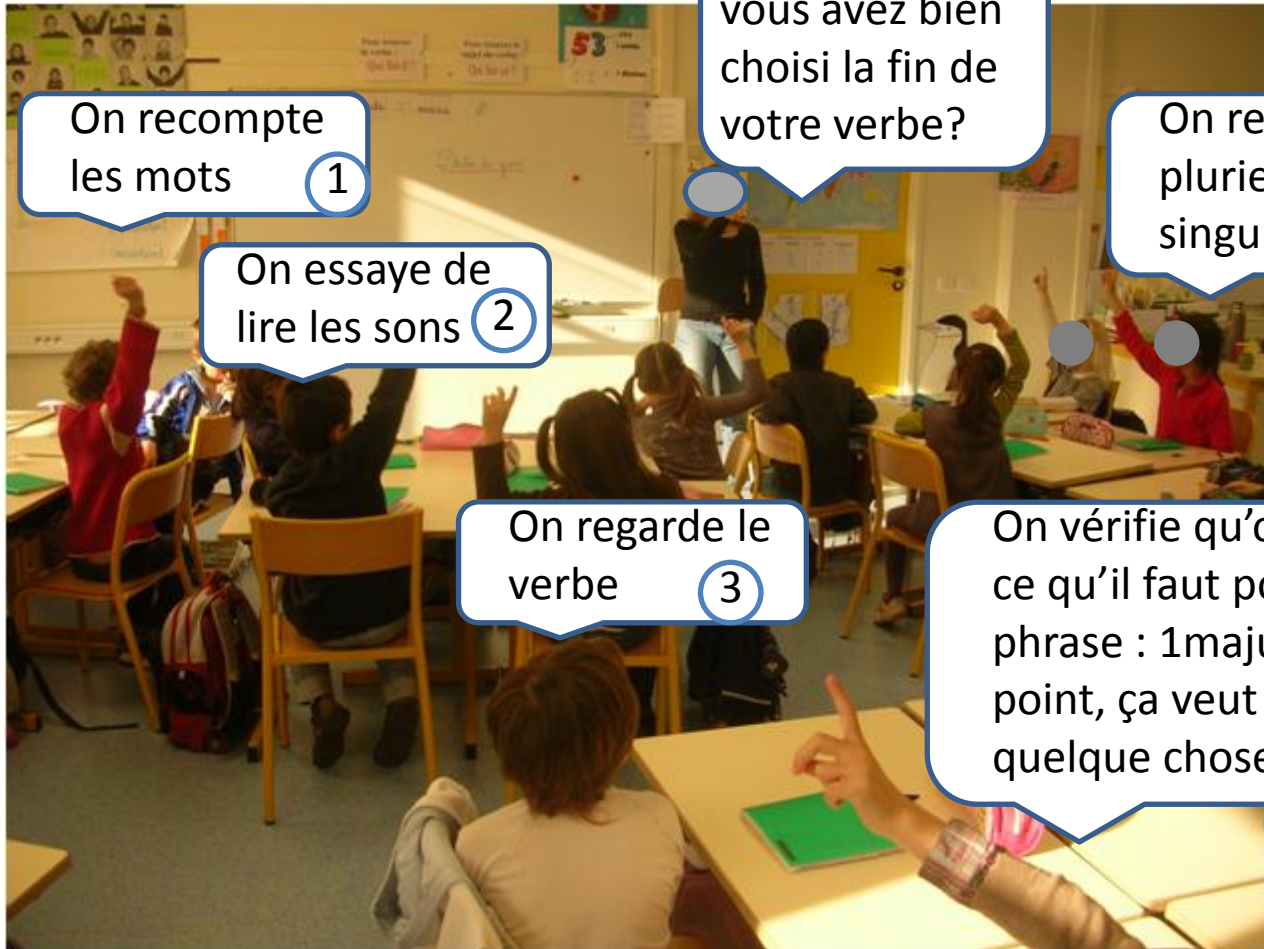 53
vous avez bien
choisi la fin de
votre verbe?
On recompte
les mots 1
On re
plurie
singu
On essaye de
lire les sons 2
On regarde le
verbe 3
On vérifie qu’o
ce qu’il faut po
phrase : 1maju
point, ça veut
quelque chose